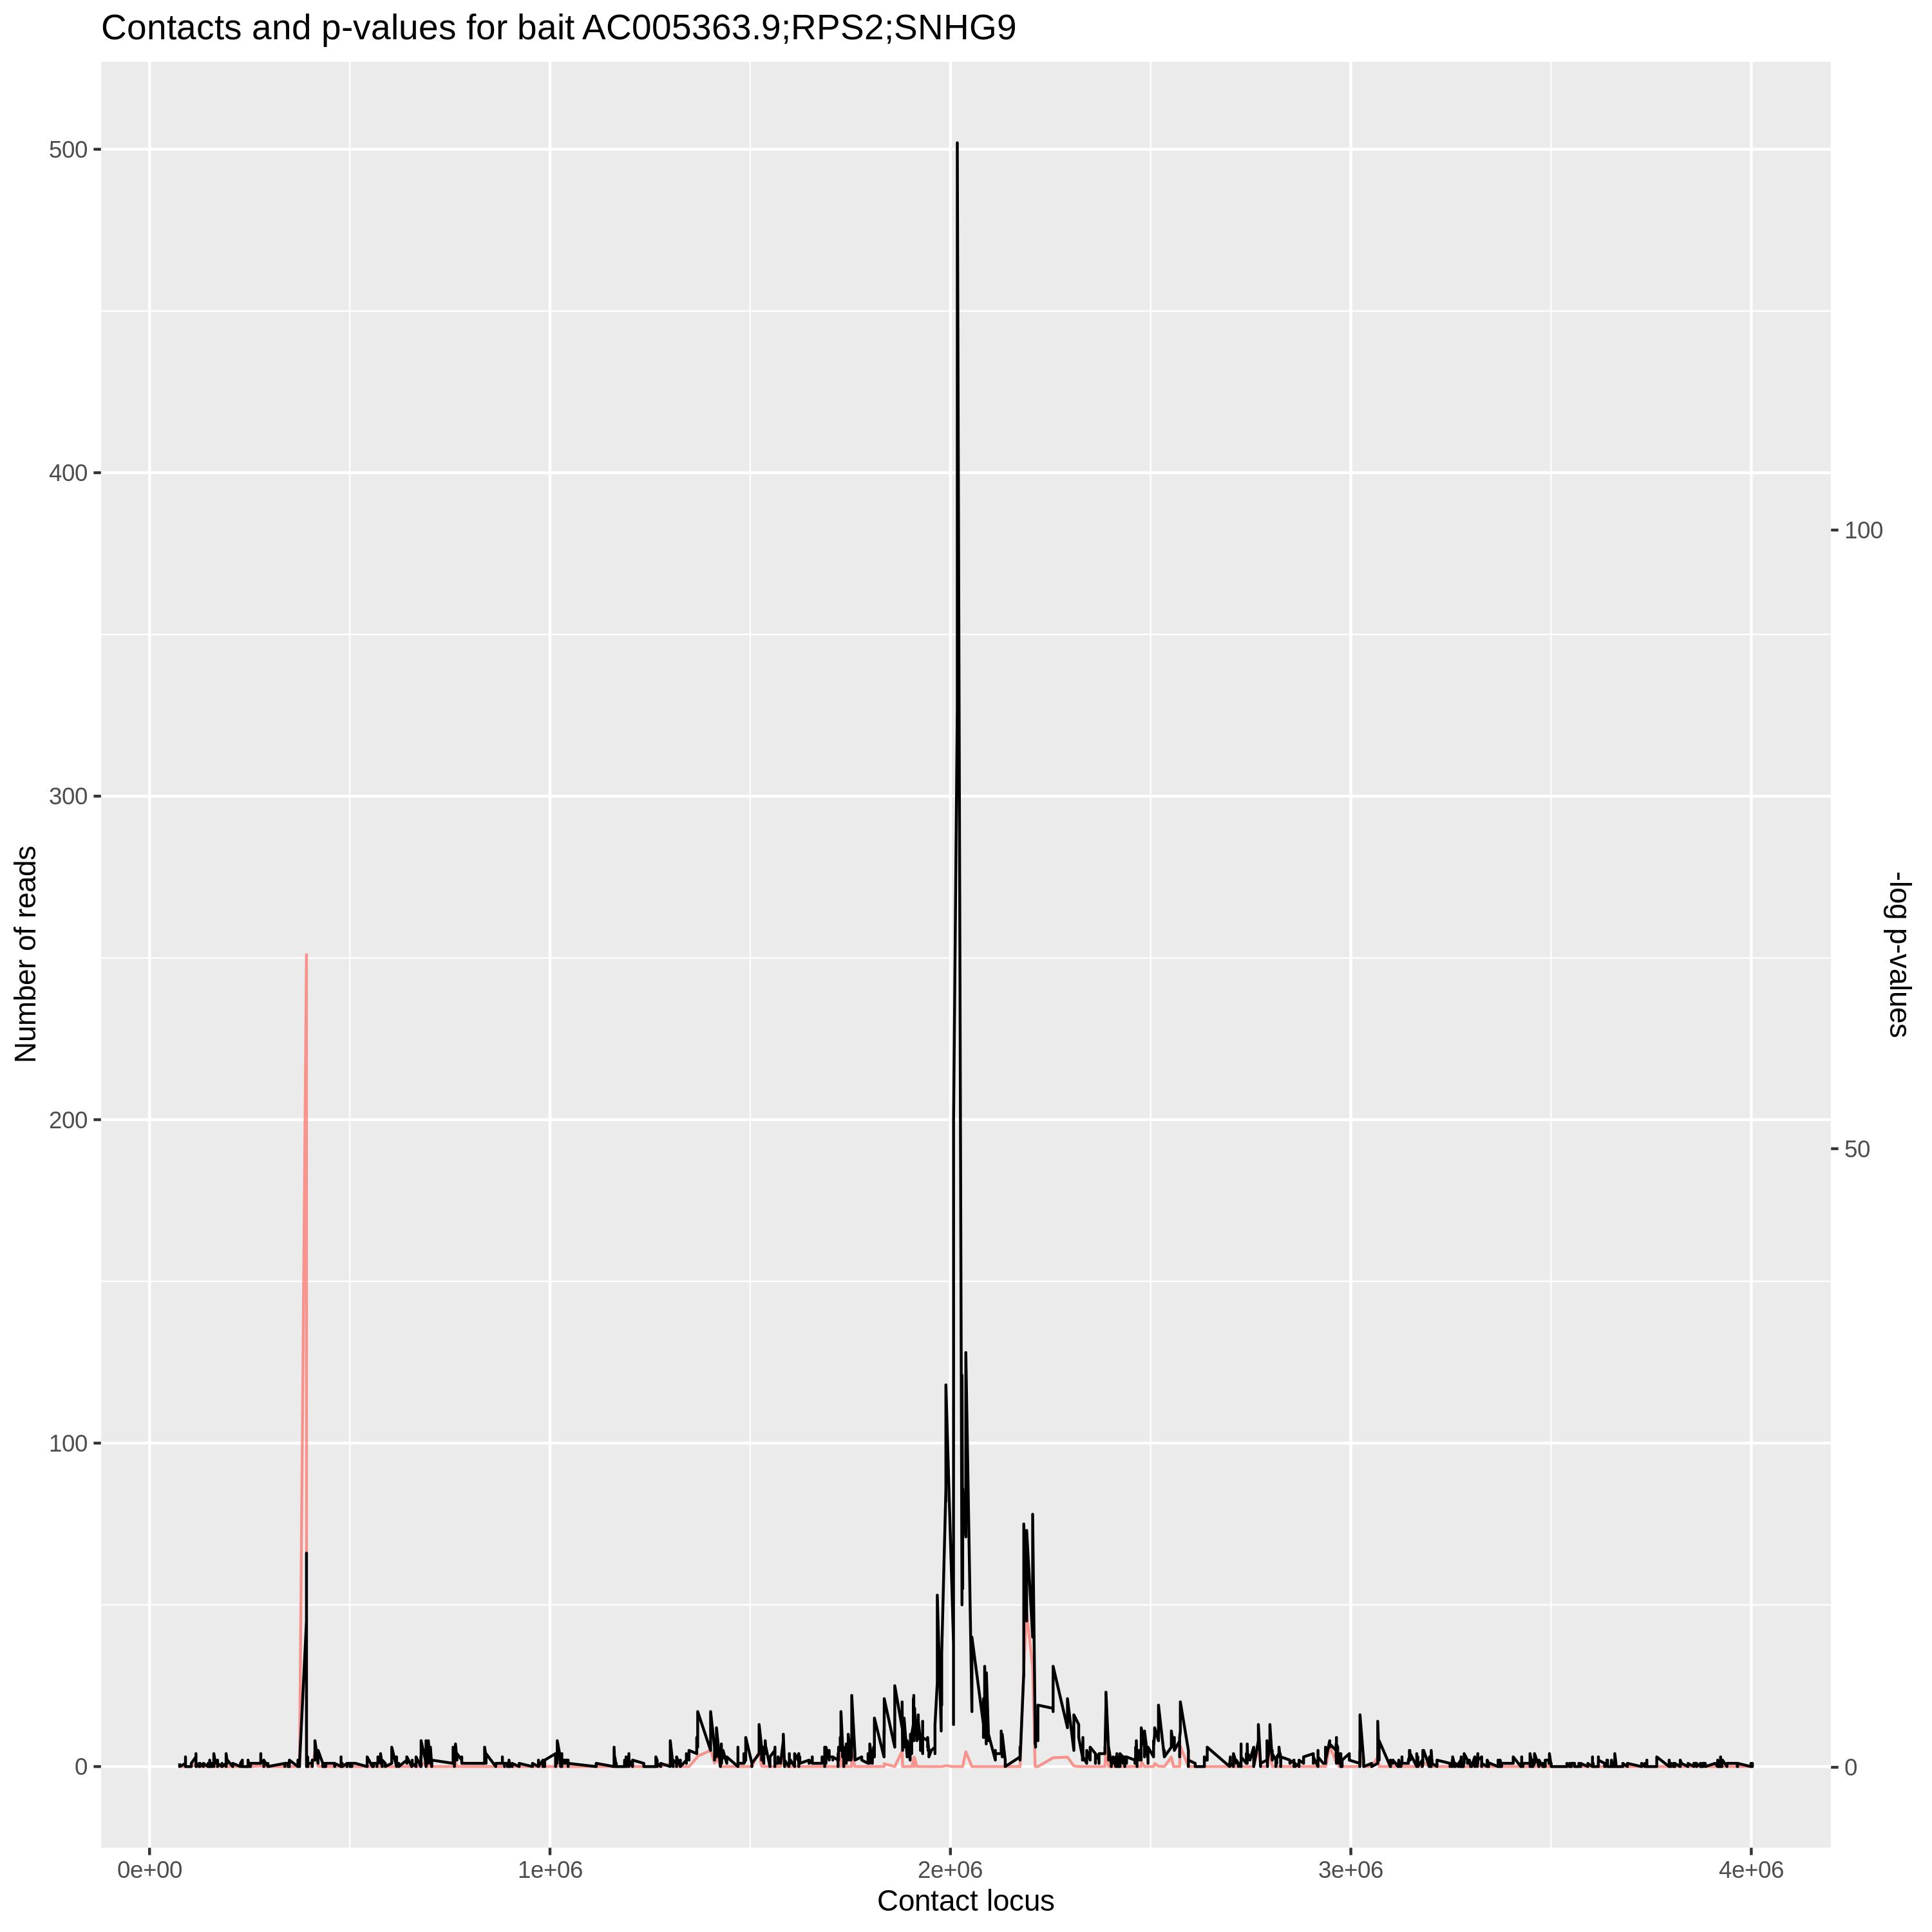 Contacts and p-values for bait AC005363.9;RPS2;SNHG9
Number of reads
500
400
300
200
100
0
100
50
0
-log p-values
0e+00 1e+06 2e+06 3e+06 4e+06
Contact locus